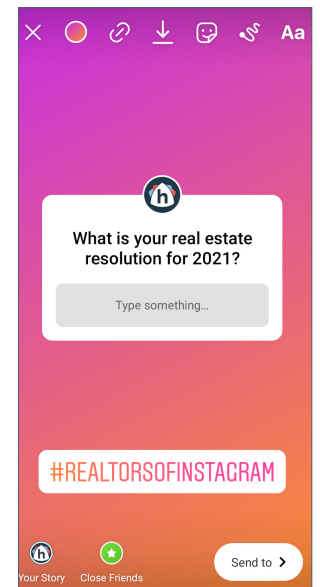 Aa
h
What is your real estate
resolution for 2021?
Type something...
#REALTORSOFINSTAGRAM
h
Your Story Close Friends
Send to